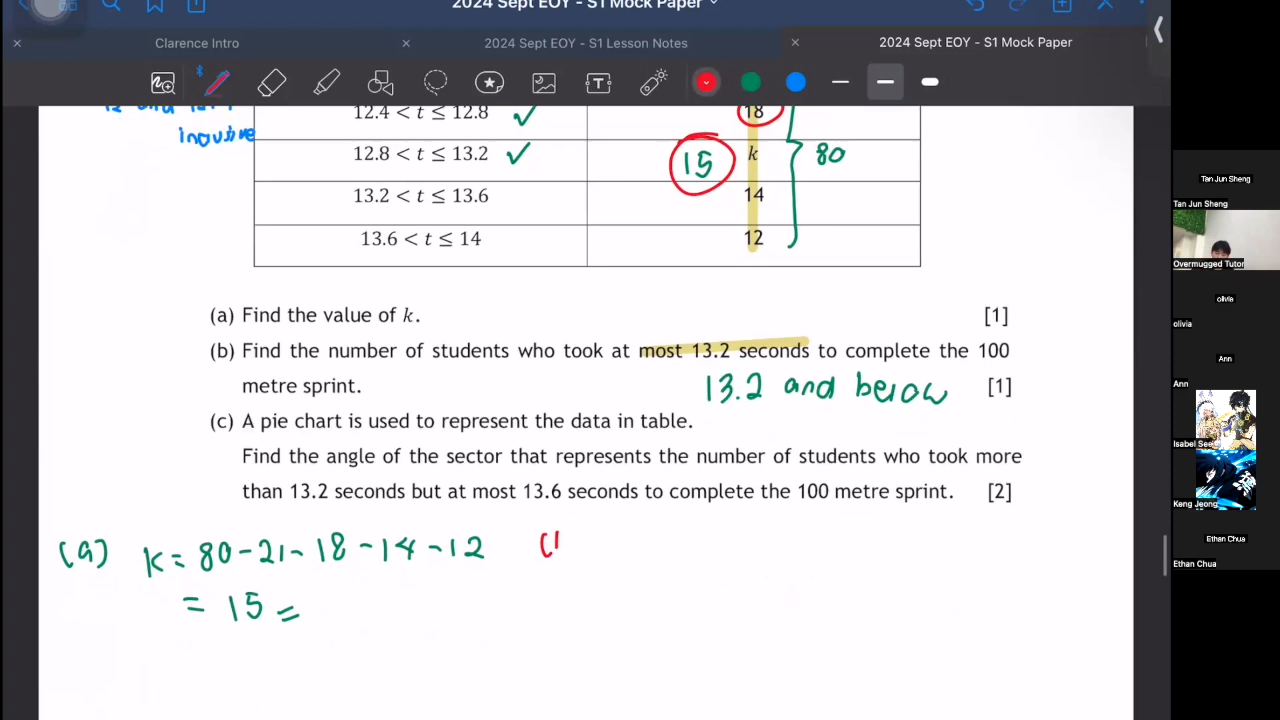 2024 Sept EOY - S1 Mock Paper
Clarence Intro
2024 Sept EOY - S1 Lesson Notes
2024 Sept EOY - S1 Mock Paper
12 and
inclusive
12.4 < t ≤ 12.8 ✓ 18
12.8 < t ≤ 13.2 ✓ 15 k 80
13.2 < t ≤ 13.6 14
13.6 < t ≤ 14 12
(a) Find the value of k. [1]
(b) Find the number of students who took at most 13.2 seconds to complete the 100
metre sprint. [1]
13.2 and below
(c) A pie chart is used to represent the data in table.
Find the angle of the sector that represents the number of students who took more
than 13.2 seconds but at most 13.6 seconds to complete the 100 metre sprint. [2]
(a) k = 80 - 21 - 18 - 14 - 12
= 15 =
Tan Jun Sheng
Tan Jun Sheng
Overmugged Tutor
olivia
olivia
Ann
Ann
Isabel See
Keng Jeong
Ethan Chua
Ethan Chua